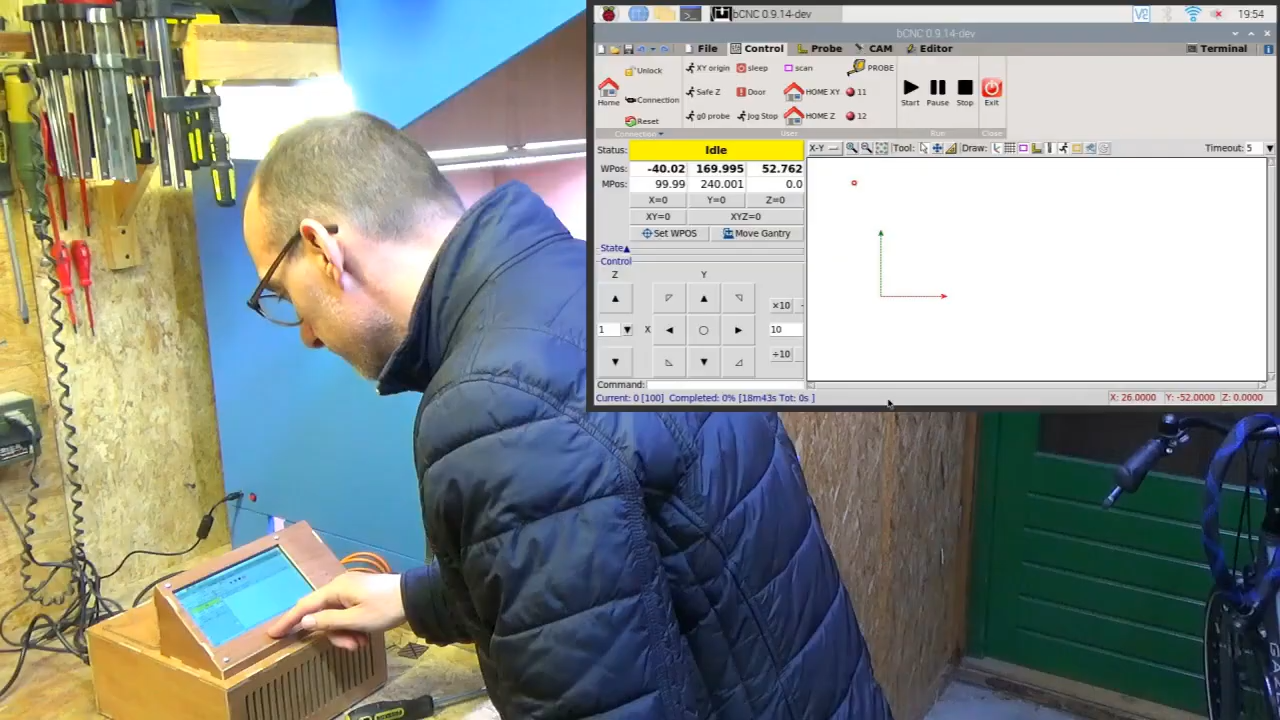 bCNC 0.9.14-dev
19:54
bCNC 0.9.14-dev
File Control Probe CAM Editor Terminal
Unlock XY origin sleep scan PROBE
Home Connection Safe Z Door HOME XY 11 Start Pause Stop Exit
Reset g0 probe Jog Stop HOME Z 12
Connection User Run Close
Status: Idle X-Y Tool: Draw: Timeout: 5
WPos: -40.02 169.995 52.762
MPos: 99.99 240.001 0.0
X=0 Y=0 Z=0
XY=0 XYZ=0
Set WPOS Move Gantry
State
Control
Z Y
×10
1 X 10
÷10
Command:
Current: 0 [100] Completed: 0% [18m43s Tot: 0s ] X: 26.0000 Y: -52.0000 Z: 0.0000